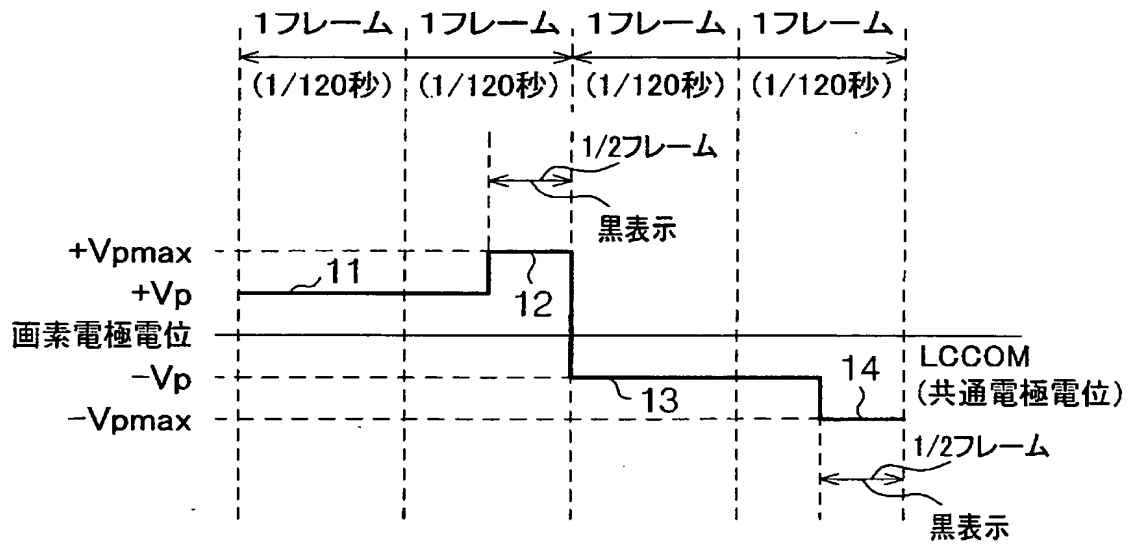 1フレーム 1フレーム 1フレーム 1フレーム
(1/120秒) (1/120秒) (1/120秒) (1/120秒)
1/2フレーム
黒表示
+Vpmax
11
12
+Vp
画素電極電位
LCCOM
(共通電極電位)
−Vp
13
14
−Vpmax
1/2フレーム
黒表示